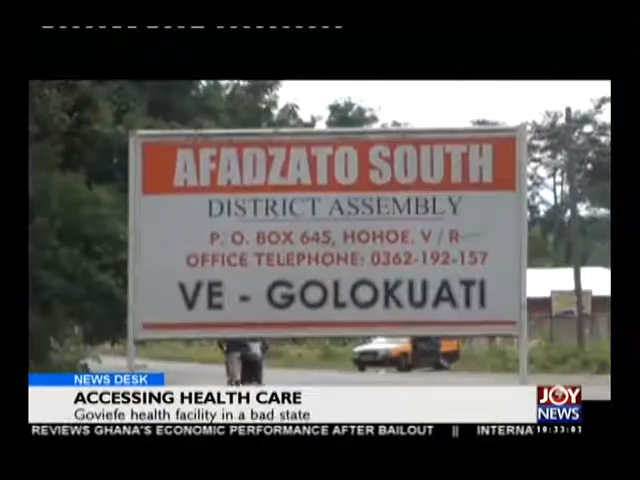 AFADZATO SOUTH
DISTRICT ASSEMBLY
P. O. BOX 645, HOHOE. V / R
OFFICE TELEPHONE: 0362-192-157
VE - GOLOKUATI
NEWS DESK
ACCESSING HEALTH CARE
Goviefe health facility in a bad state
JOY
NEWS
10:33:01
REVIEWS GHANA'S ECONOMIC PERFORMANCE AFTER BAILOUT || INTERNA